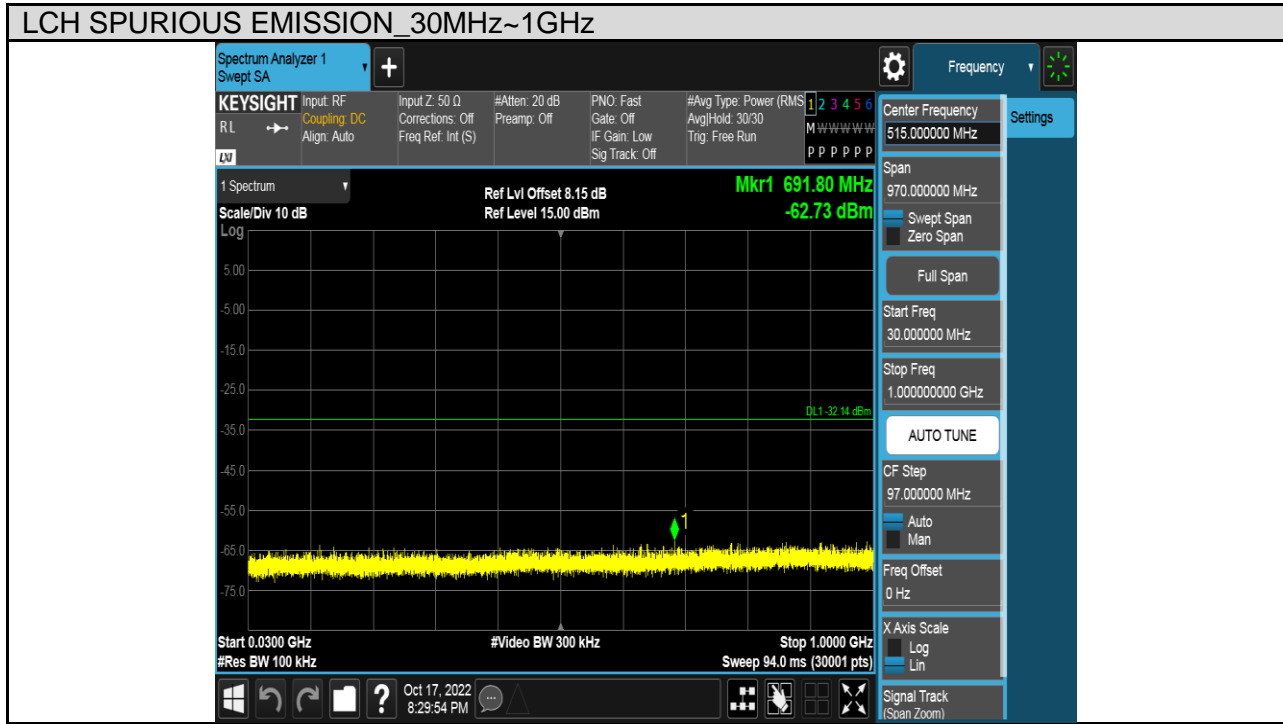 LCH SPURIOUS EMISSION_30MHz~1GHz
Spectrum Analyzer 1
Swept SA
Frequency
KEYSIGHT
RL
LXI
Input: RF
Coupling: DC
Align: Auto
Input Z: 50 Ω
Corrections: Off
Freq Ref: Int (S)
#Atten: 20 dB
Preamp: Off
PNO: Fast
Gate: Off
IF Gain: Low
Sig Track: Off
#Avg Type: Power (RMS
Avg|Hold: 30/30
Trig: Free Run
1 2 3 4 5 6
M W W W W W
P P P P P P
1 Spectrum
Scale/Div 10 dB
Ref Lvl Offset 8.15 dB
Ref Level 15.00 dBm
Mkr1 691.80 MHz
-62.73 dBm
Log
5.00
-5.00
-15.0
-25.0
DL1 -32.14 dBm
-35.0
-45.0
-55.0
1
-65.0
-75.0
Start 0.0300 GHz
#Video BW 300 kHz
Stop 1.0000 GHz
#Res BW 100 kHz
Sweep 94.0 ms (30001 pts)
?
Oct 17, 2022
8:29:54 PM
Center Frequency
515.000000 MHz
Settings
Span
970.000000 MHz
Swept Span
Zero Span
Full Span
Start Freq
30.000000 MHz
Stop Freq
1.000000000 GHz
AUTO TUNE
CF Step
97.000000 MHz
Auto
Man
Freq Offset
0 Hz
X Axis Scale
Log
Lin
Signal Track
(Span Zoom)